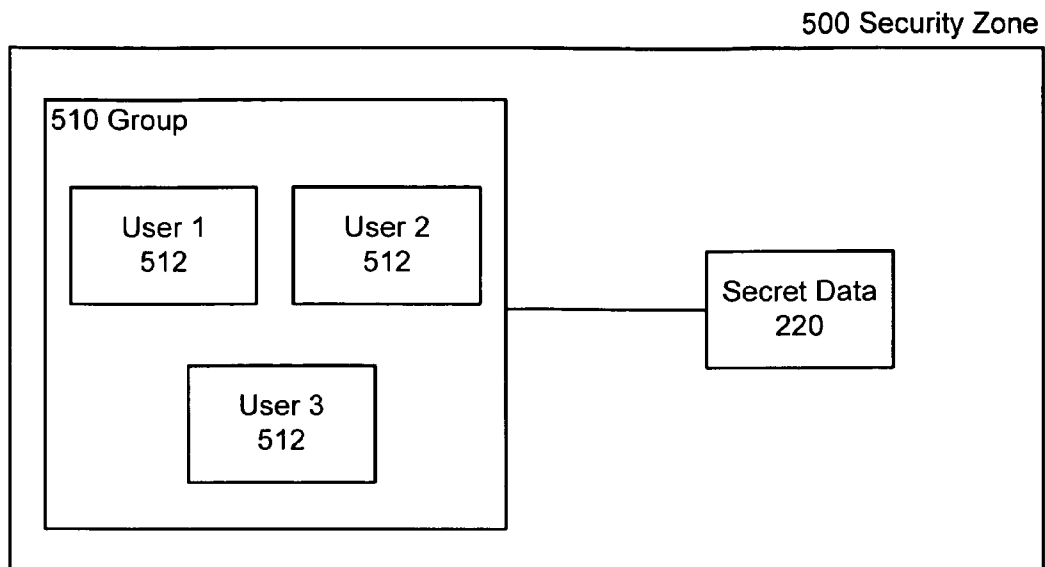 500 Security Zone
510 Group
User 1
512
User 2
512
User 3
512
Secret Data
220